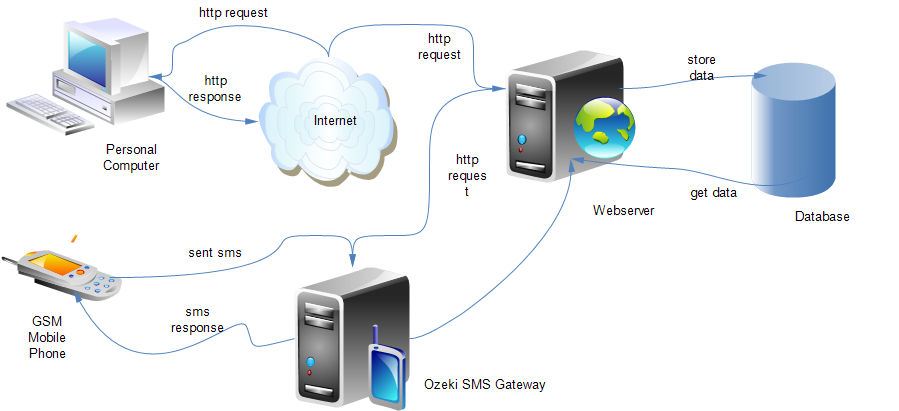 http request
http
request
http
response
store
data
Internet
Personal
Computer
http
reques
t
get data
Webserver
Database
sent sms
sms
response
GSM
Mobile
Phone
Ozeki SMS Gateway